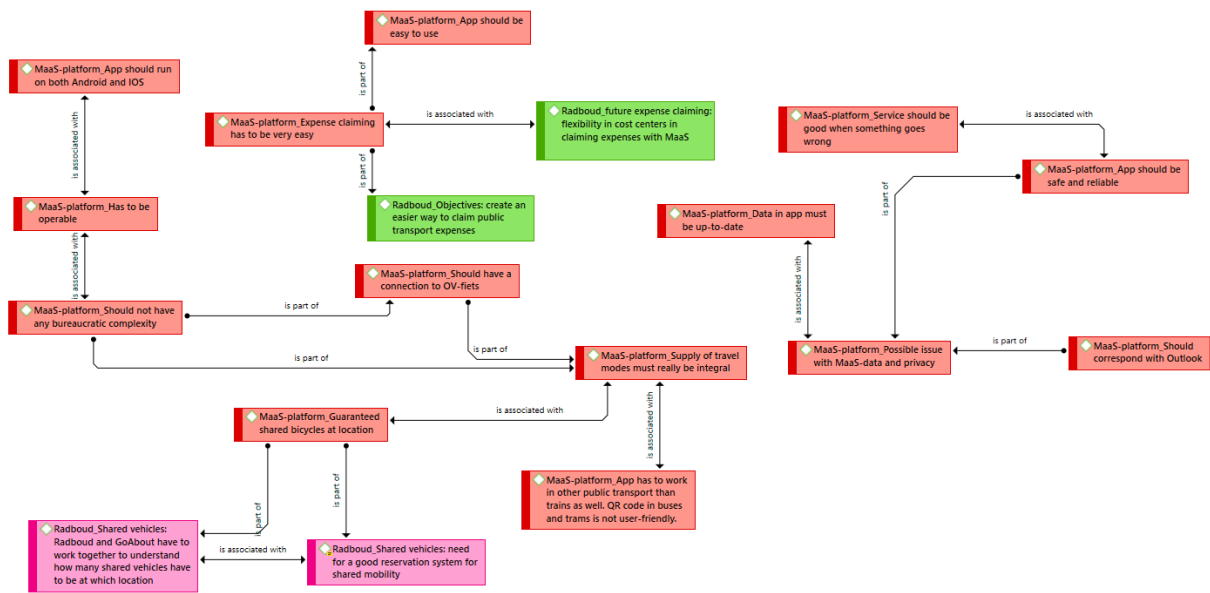 MaaS-platform_App should be
easy to use
MaaS-platform_App should run
on both Android and IOS
is part of
MaaS-platform_Expense claiming
has to be very easy
is associated with
Radboud_future expense claiming:
flexibility in cost centers in
claiming expenses with MaaS
MaaS-platform_Service should be
good when something goes
wrong
is associated with
MaaS-platform_App should be
safe and reliable
is associated with
is part of
Radboud_Objectives: create an
easier way to claim public
transport expenses
MaaS-platform_Has to be
operable
is part of
MaaS-platform_Data in app must
be up-to-date
is associated with
is associated with
MaaS-platform_Should have a
connection to OV-fiets
MaaS-platform_Should not have
any bureaucratic complexity
is part of
is part of
is part of
MaaS-platform_Supply of travel
modes must really be integral
MaaS-platform_Possible issue
with MaaS-data and privacy
is part of
MaaS-platform_Should
correspond with Outlook
is associated with
MaaS-platform_Guaranteed
shared bicycles at location
is associated with
is part of
is part of
MaaS-platform_App has to work
in other public transport than
trains as well. QR code in buses
and trams is not user-friendly.
Radboud_Shared vehicles:
Radboud and GoAbout have to
work together to understand
how many shared vehicles have
to be at which location
is associated with
Radboud_Shared vehicles: need
for a good reservation system for
shared mobility